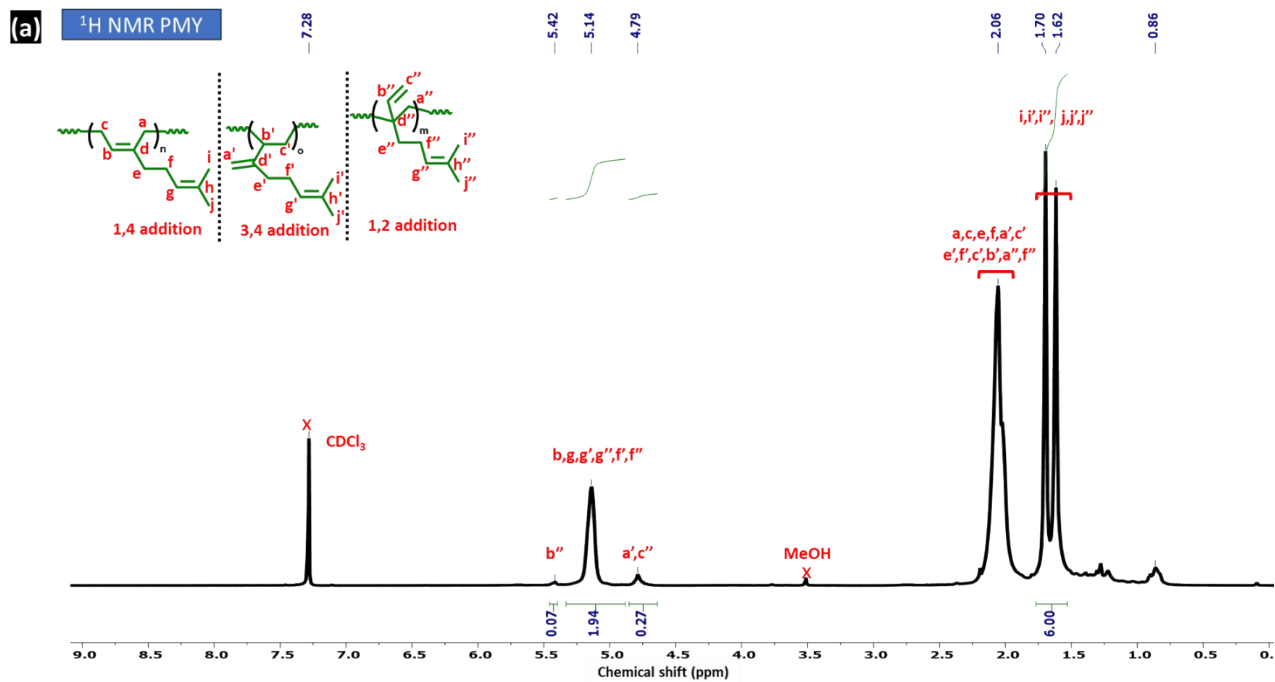 (a)
¹H NMR PMY
7.28
5.42
5.14
4.79
2.06
1.70
1.62
0.86
c
a
b
d
n
e
f
i
g
h
j
1,4 addition
b'
a'
d'
c'
o
e'
f'
i'
g'
h'
j'
3,4 addition
b''
c''
a''
d''
m
e''
f''
i''
g''
h''
j''
1,2 addition
i,i',i'', j,j',j''
a,c,e,f,a',c'
e',f',c',b',a'',f''
X
CDCl₃
b,g,g',g'',f',f''
b''
a',c''
MeOH
X
0.07
1.94
0.27
6.00
9.0 8.5 8.0 7.5 7.0 6.5 6.0 5.5 5.0 4.5 4.0 3.5 3.0 2.5 2.0 1.5 1.0 0.5
Chemical shift (ppm)